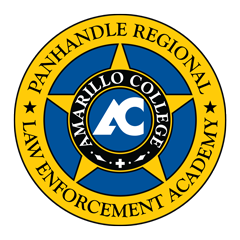 PANHANDLE REGIONAL
LAW ENFORCEMENT ACADEMY
AMARILLO COLLEGE
AC